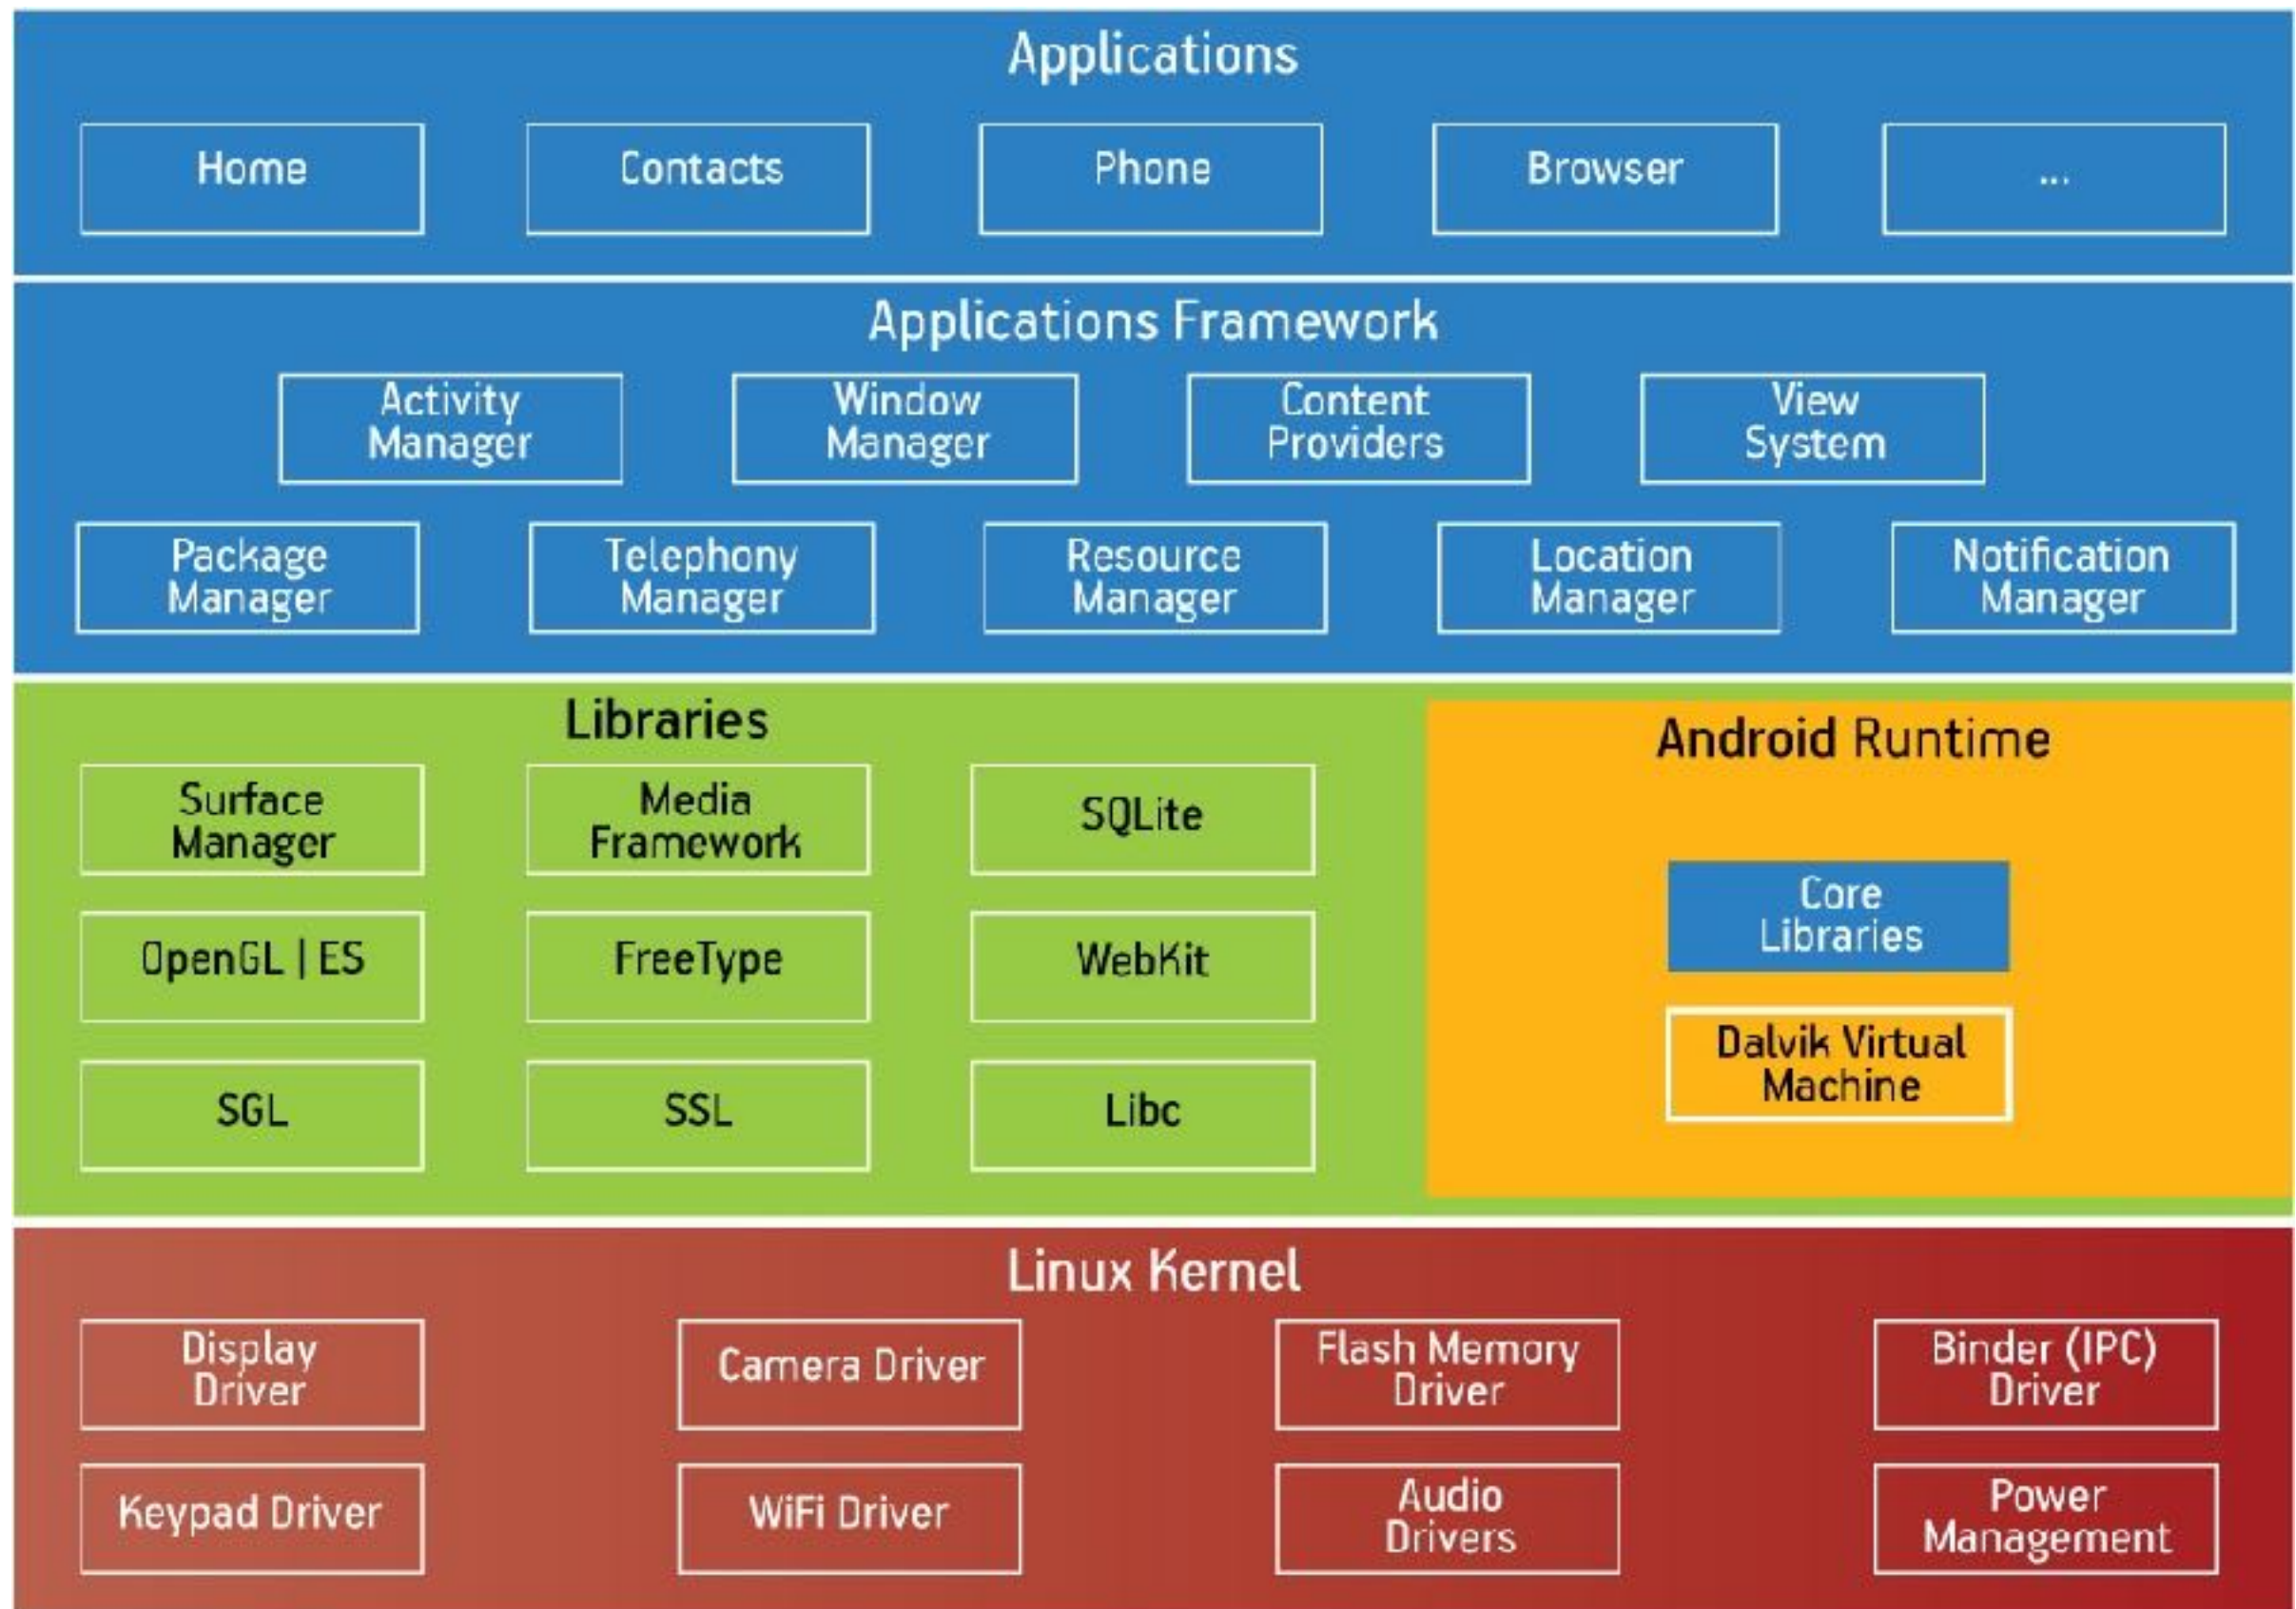 Applications
Home
Contacts
Phone
Browser
...
Applications Framework
Activity
Manager
Window
Manager
Content
Providers
View
System
Package
Manager
Telephony
Manager
Resource
Manager
Location
Manager
Notification
Manager
Libraries
Surface
Manager
Media
Framework
SQLite
OpenGL | ES
FreeType
WebKit
SGL
SSL
Libc
Android Runtime
Core
Libraries
Dalvik Virtual
Machine
Linux Kernel
Display
Driver
Camera Driver
Flash Memory
Driver
Binder (IPC)
Driver
Keypad Driver
WiFi Driver
Audio
Drivers
Power
Management